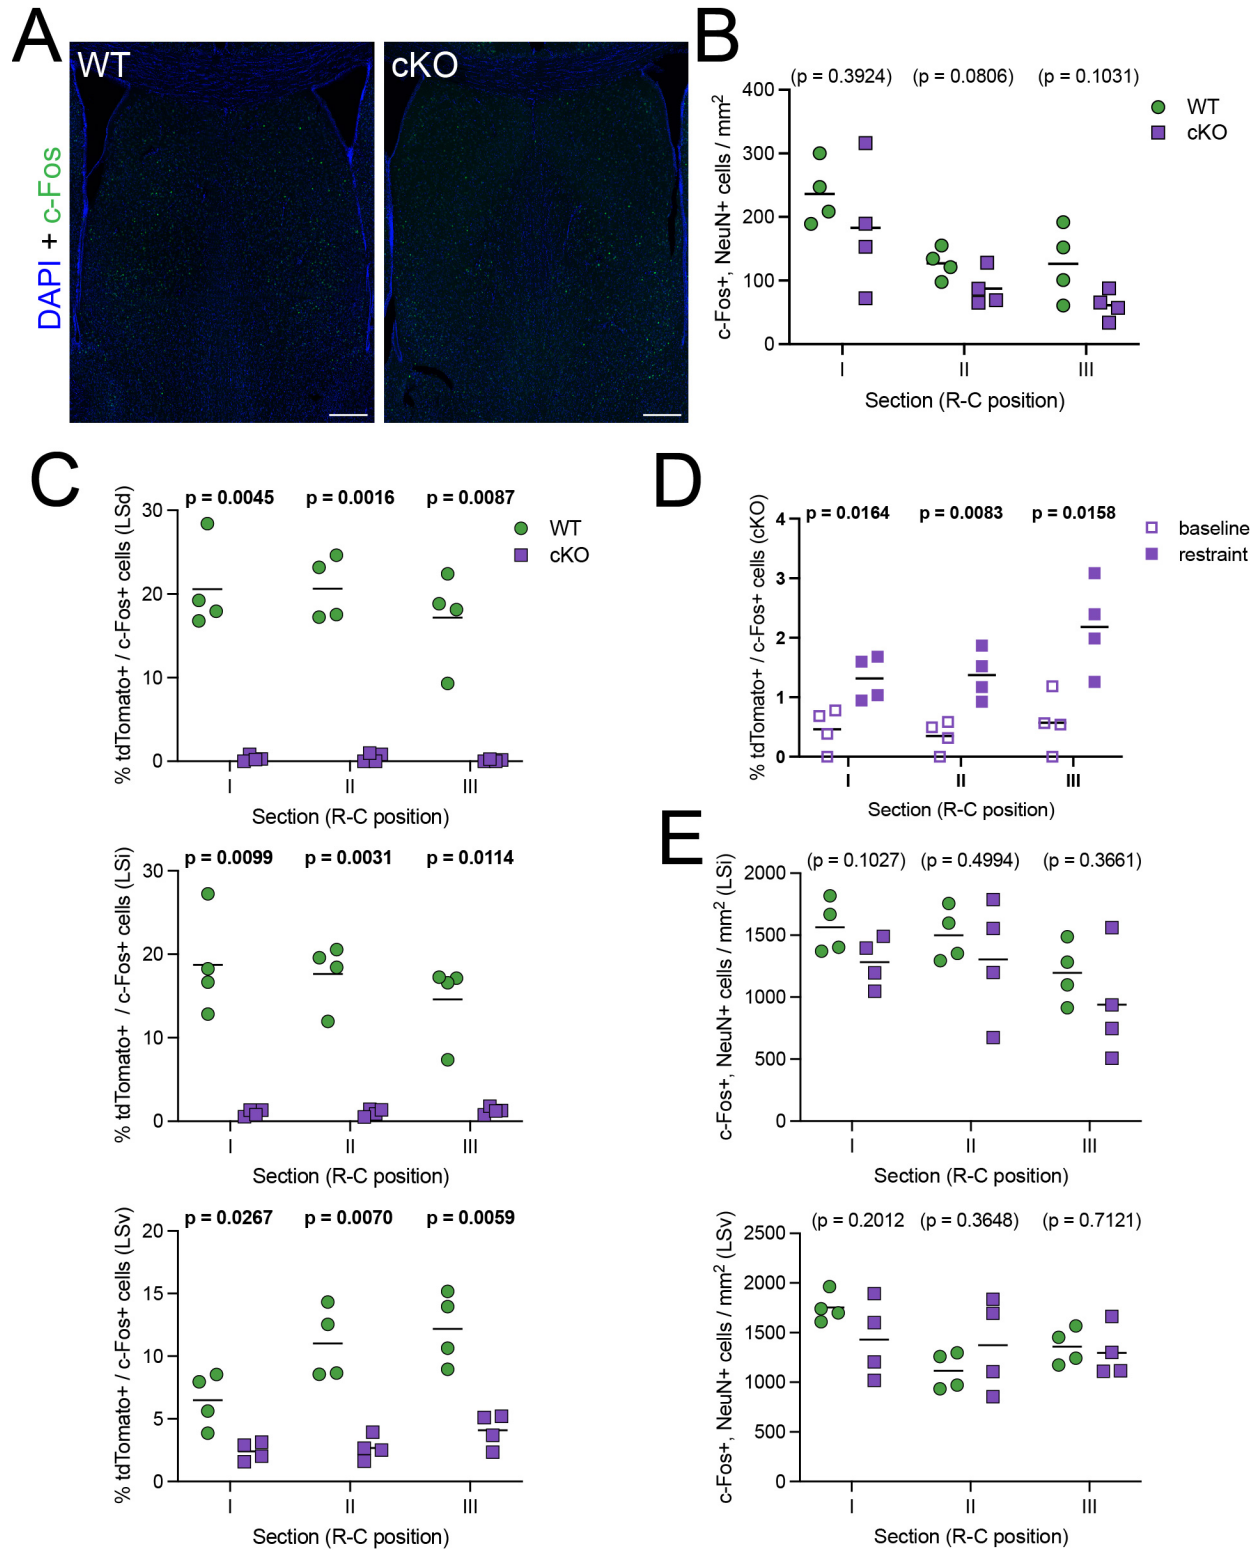 A
WT
cKO
DAPI + c-Fos
B
(p = 0.3924) (p = 0.0806) (p = 0.1031)
c-Fos+, NeuN+ cells / mm2
400
300
200
100
0
I II III
Section (R-C position)
WT
cKO
C
% tdTomato+ / c-Fos+ cells (LSd)
p = 0.0045 p = 0.0016 p = 0.0087
30
20
10
0
I II III
Section (R-C position)
WT
cKO
% tdTomato+ / c-Fos+ cells (LSi)
p = 0.0099 p = 0.0031 p = 0.0114
30
20
10
0
I II III
Section (R-C position)
% tdTomato+ / c-Fos+ cells (LSv)
p = 0.0267 p = 0.0070 p = 0.0059
20
15
10
5
0
I II III
Section (R-C position)
D
% tdTomato+ / c-Fos+ cells (cKO)
p = 0.0164 p = 0.0083 p = 0.0158
4
3
2
1
0
I II III
Section (R-C position)
baseline
restraint
E
c-Fos+, NeuN+ cells / mm2 (LSi)
(p = 0.1027) (p = 0.4994) (p = 0.3661)
2000
1500
1000
500
0
I II III
Section (R-C position)
c-Fos+, NeuN+ cells / mm2 (LSv)
(p = 0.2012 (p = 0.3648) (p = 0.7121)
2500
2000
1500
1000
500
0
I II III
Section (R-C position)